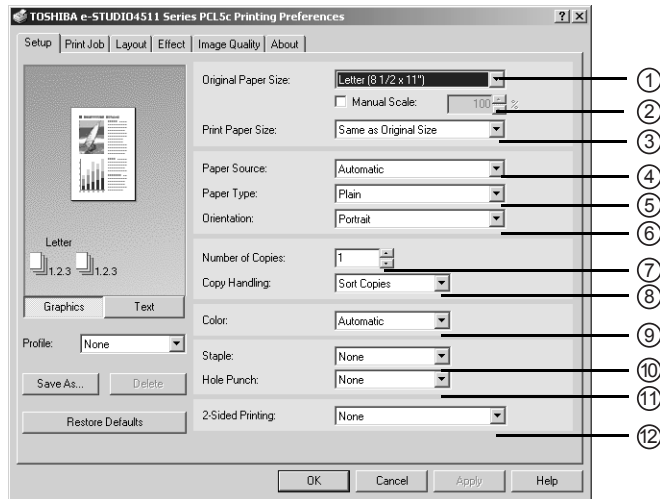 TOSHIBA e-STUDIO4511 Series PCL5c Printing Preferences
Setup Print Job Layout Effect Image Quality About
Original Paper Size: Letter (8 1/2 x 11") 1
Manual Scale: 100 % 2
Print Paper Size: Same as Original Size 3
Paper Source: Automatic 4
Paper Type: Plain 5
Orientation: Portrait 6
Letter
1.2.3 1.2.3
Number of Copies: 1 7
Copy Handling: Sort Copies 8
Graphics Text
Color: Automatic 9
Profile: None
Staple: None 10
Save As... Delete
Hole Punch: None 11
Restore Defaults
2-Sided Printing: None 12
OK Cancel Apply Help